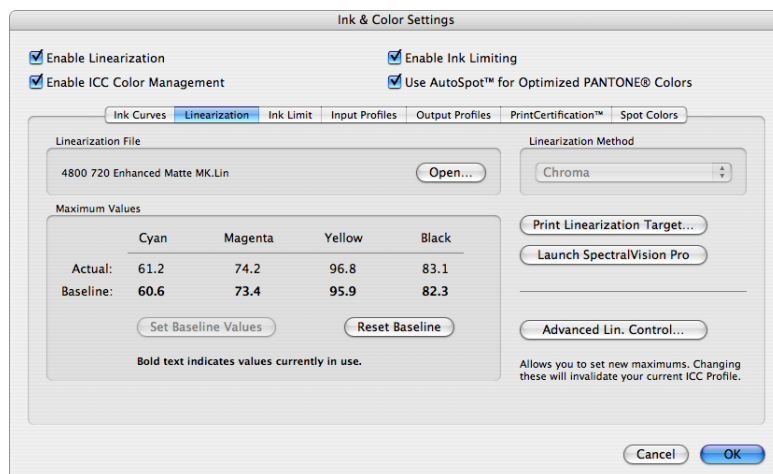 Ink & Color Settings
Enable Linearization
Enable Ink Limiting
Enable ICC Color Management
Use AutoSpot™ for Optimized PANTONE® Colors
Ink Curves Linearization Ink Limit Input Profiles Output Profiles PrintCertification™ Spot Colors
Linearization File
4800 720 Enhanced Matte MK.Lin
Open...
Linearization Method
Chroma
Maximum Values
Cyan Magenta Yellow Black
Actual: 61.2 74.2 96.8 83.1
Baseline: 60.6 73.4 95.9 82.3
Set Baseline Values
Reset Baseline
Bold text indicates values currently in use.
Print Linearization Target...
Launch SpectralVision Pro
Advanced Lin. Control...
Allows you to set new maximums. Changing
these will invalidate your current ICC Profile.
Cancel
OK